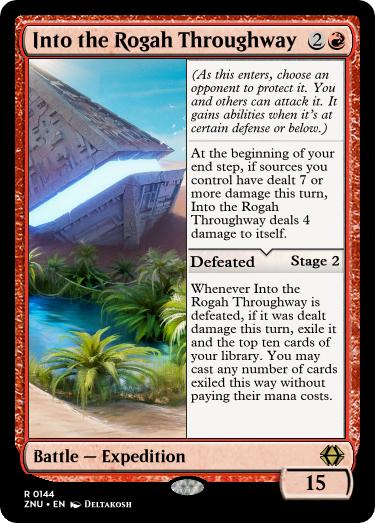 Into the Rogah Throughway 2
(As this enters, choose an
opponent to protect it. You
and others can attack it. It
gains abilities when it's at
certain defense or below.)
At the beginning of your
end step, if sources you
control have dealt 7 or
more damage this turn,
Into the Rogah
Throughway deals 4
damage to itself.
Defeated Stage 2
Whenever Into the
Rogah Throughway is
defeated, if it was dealt
damage this turn, exile it
and the top ten cards of
your library. You may
cast any number of cards
exiled this way without
paying their mana costs.
Battle — Expedition
15
R 0144
ZNU • EN Deltakosh